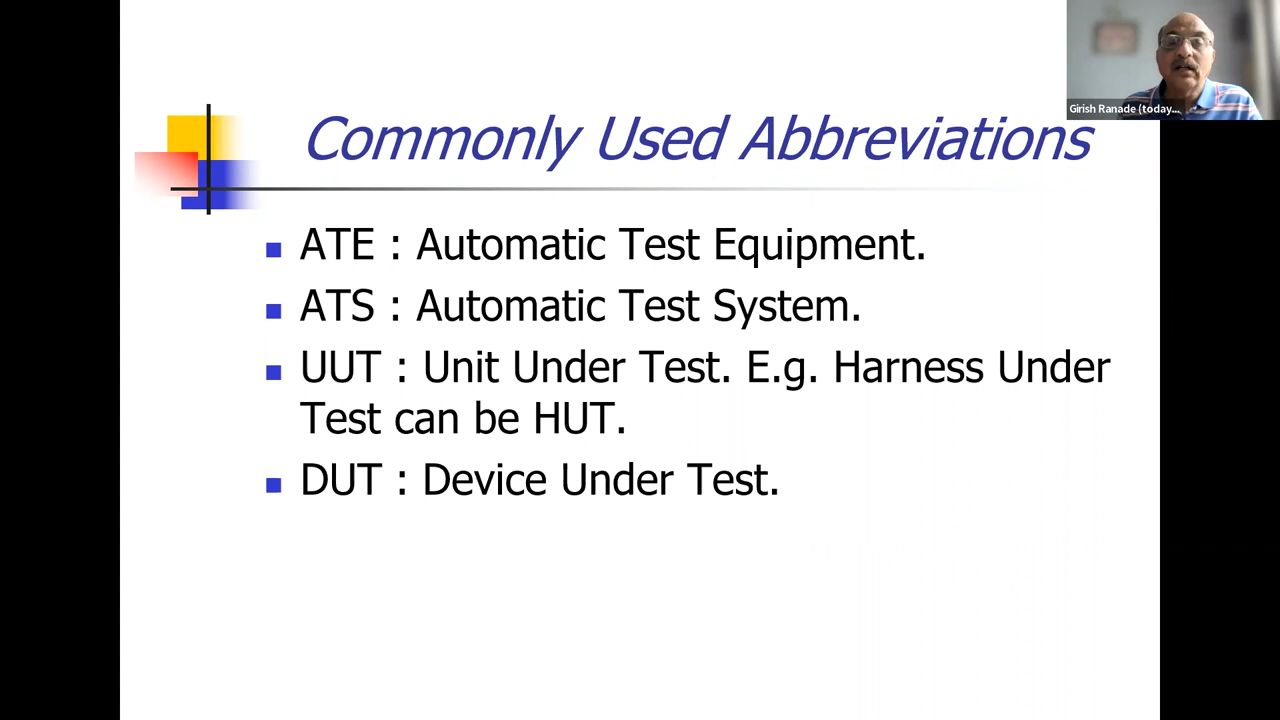 Girish Ranade (today...
Commonly Used Abbreviations
ATE : Automatic Test Equipment.
ATS : Automatic Test System.
UUT : Unit Under Test. E.g. Harness Under
Test can be HUT.
DUT : Device Under Test.